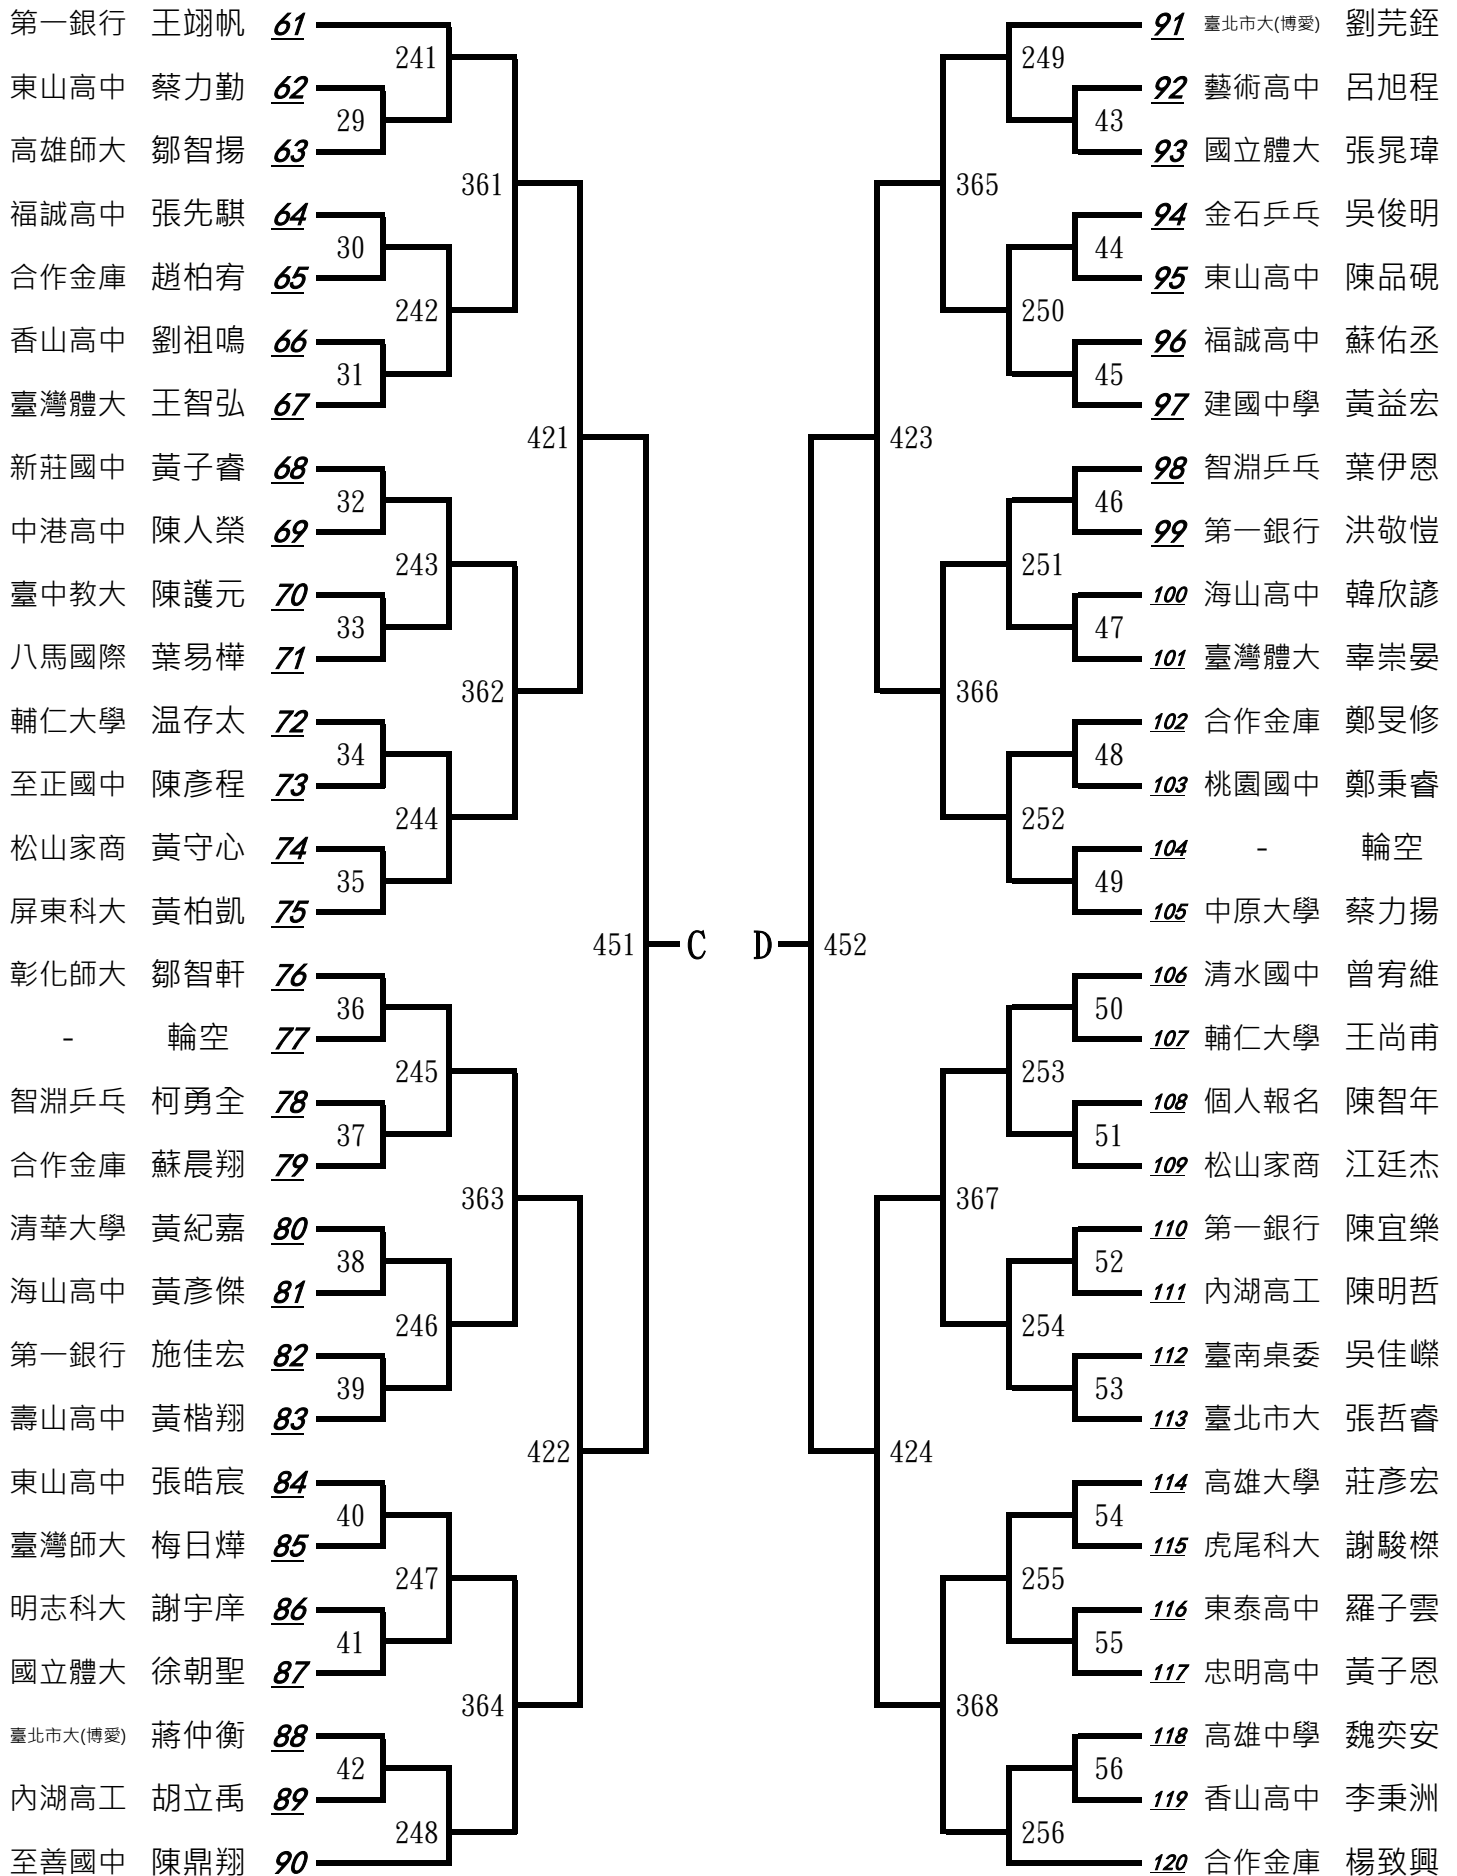 第一銀行 王翊帆 61
241
東山高中 蔡力勤 62
29
高雄師大 鄒智揚 63
361
福誠高中 張先騏 64
30
合作金庫 趙柏宥 65
242
香山高中 劉祖鳴 66
31
臺灣體大 王智弘 67
421
新莊國中 黃子睿 68
32
中港高中 陳人榮 69
243
臺中教大 陳護元 70
33
八馬國際 葉易樺 71
362
輔仁大學 温存太 72
34
至正國中 陳彥程 73
244
松山家商 黃守心 74
35
屏東科大 黃柏凱 75
451 C
彰化師大 鄒智軒 76
36
- 輪空 77
245
智淵乒乓 柯勇全 78
37
合作金庫 蘇晨翔 79
363
清華大學 黃紀嘉 80
38
海山高中 黃彥傑 81
246
第一銀行 施佳宏 82
39
壽山高中 黃楷翔 83
422
東山高中 張皓宸 84
40
臺灣師大 梅日燁 85
247
明志科大 謝宇庠 86
41
國立體大 徐朝聖 87
364
臺北市大(博愛) 蔣仲衡 88
42
內湖高工 胡立禹 89
248
至善國中 陳鼎翔 90
91 臺北市大(博愛) 劉芫銍
249
92 藝術高中 呂旭程
43
93 國立體大 張晁瑋
365
94 金石乒乓 吳俊明
44
95 東山高中 陳品硯
250
96 福誠高中 蘇佑丞
45
97 建國中學 黃益宏
423
98 智淵乒乓 葉伊恩
46
99 第一銀行 洪敬愷
251
100 海山高中 韓欣諺
47
101 臺灣體大 辜崇晏
366
102 合作金庫 鄭旻修
48
103 桃園國中 鄭秉睿
252
104 - 輪空
49
105 中原大學 蔡力揚
D 452
106 清水國中 曾宥維
50
107 輔仁大學 王尚甫
253
108 個人報名 陳智年
51
109 松山家商 江廷杰
367
110 第一銀行 陳宜樂
52
111 內湖高工 陳明哲
254
112 臺南桌委 吳佳嶸
53
113 臺北市大 張哲睿
424
114 高雄大學 莊彥宏
54
115 虎尾科大 謝駿榤
255
116 東泰高中 羅子雲
55
117 忠明高中 黃子恩
368
118 高雄中學 魏奕安
56
119 香山高中 李秉洲
256
120 合作金庫 楊致興